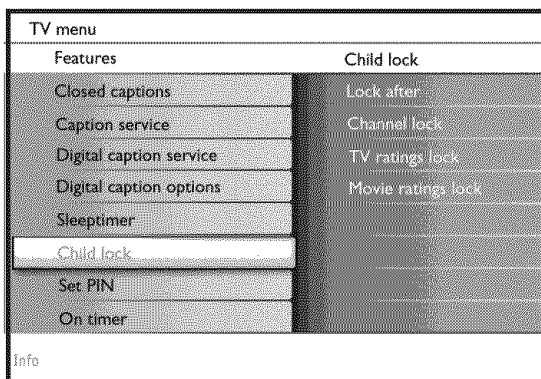 TV menu
Features
Child lock
Closed captions
Lock after
Caption service
Channel lock
Digital caption service
TV ratings lock
Digital caption options
Movie ratings lock
Sleeptimer
Child lock
Set PIN
On timer
Info